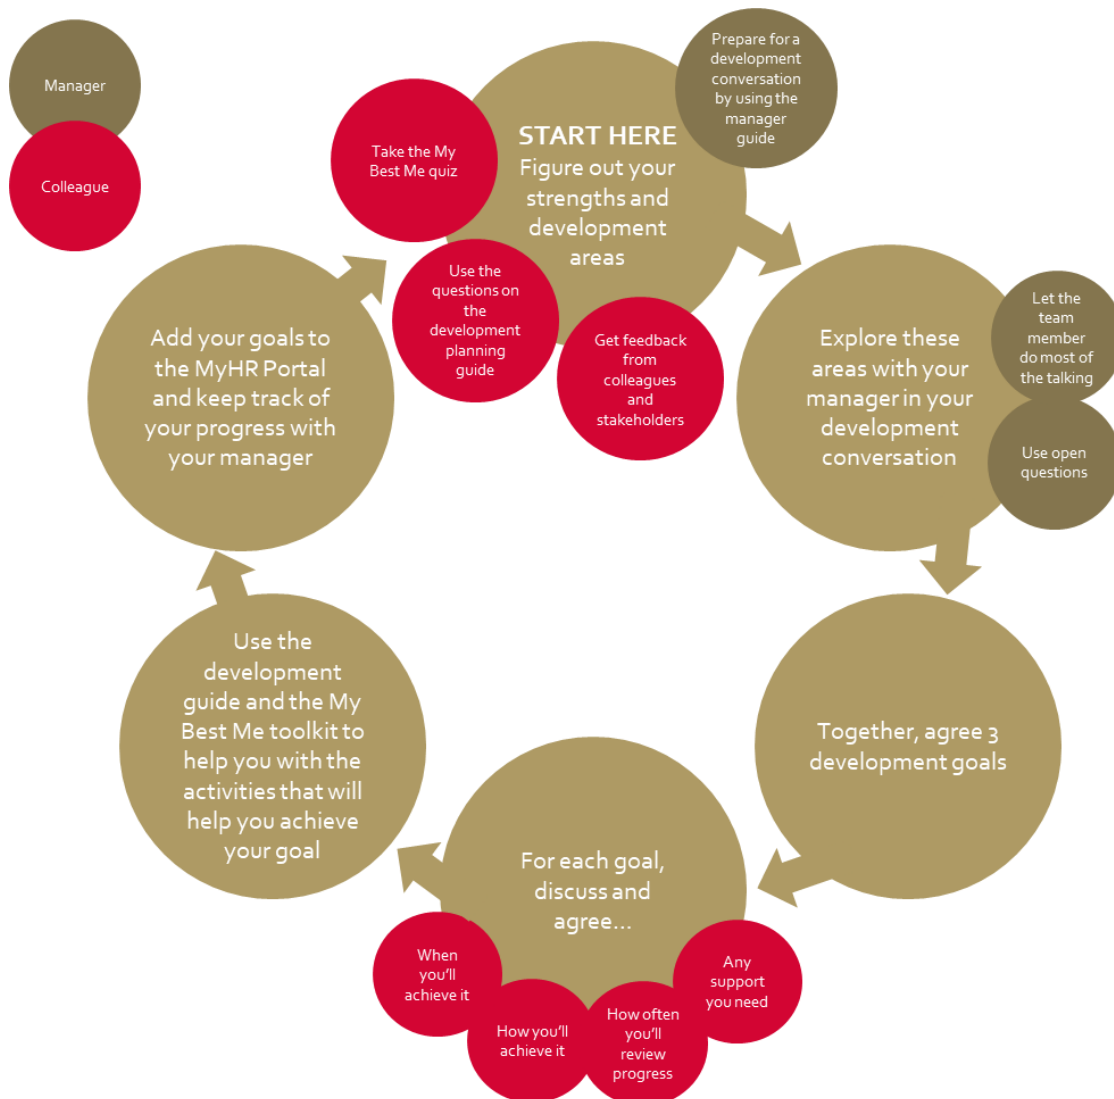 Manager
Colleague
START HERE
Figure out your
strengths and
development
areas
Prepare for a
development
conversation
by using the
manager
guide
Take the My
Best Me quiz
Use the
questions on
the
development
planning
guide
Get feedback
from
colleagues
and
stakeholders
Explore these
areas with your
manager in your
development
conversation
Let the
team
member
do most of
the talking
Use open
questions
Together, agree 3
development goals
For each goal,
discuss and
agree...
Any
support
you need
How often
you'll
review
progress
How you'll
achieve it
When
you'll
achieve it
Use the
development
guide and the My
Best Me toolkit to
help you with the
activities that will
help you achieve
your goal
Add your goals to
the MyHR Portal
and keep track of
your progress with
your manager